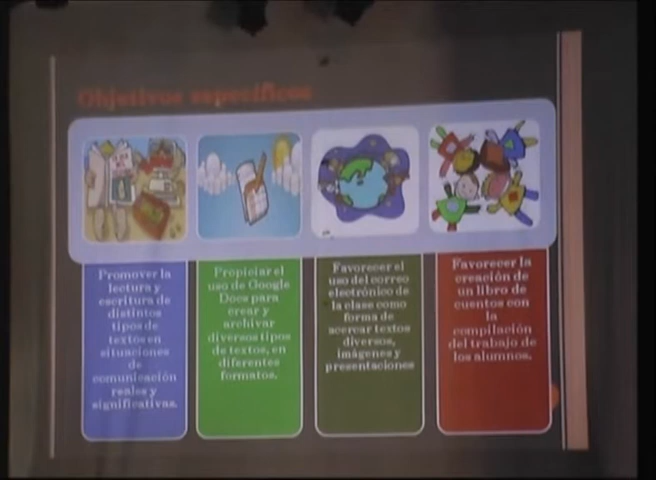 Objetivos específicos
Promover la
lectura y
escritura de
distintos
tipos de
textos en
situaciones
de
comunicación
reales y
significativas.
Propiciar el
uso de Google
Docs para
crear y
archivar
diversos tipos
de textos, en
diferentes
formatos.
Favorecer el
uso del correo
electrónico de
la clase como
forma de
acercar textos
diversos,
imágenes y
presentaciones
Favorecer la
creación de
un libro de
cuentos con
la
compilación
del trabajo de
los alumnos.